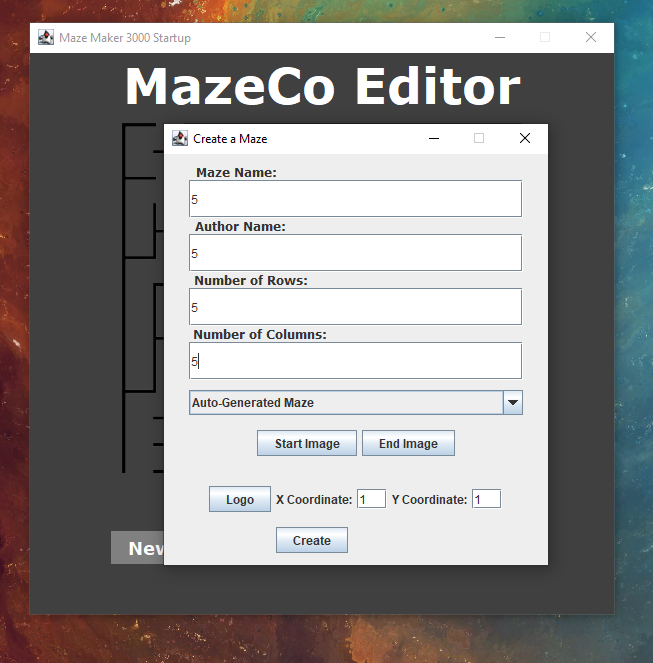 Maze Maker 3000 Startup
MazeCo Editor
Create a Maze
Maze Name:
5
Author Name:
5
Number of Rows:
5
Number of Columns:
5
Auto-Generated Maze
Start Image End Image
Logo X Coordinate: 1 Y Coordinate: 1
Create
New